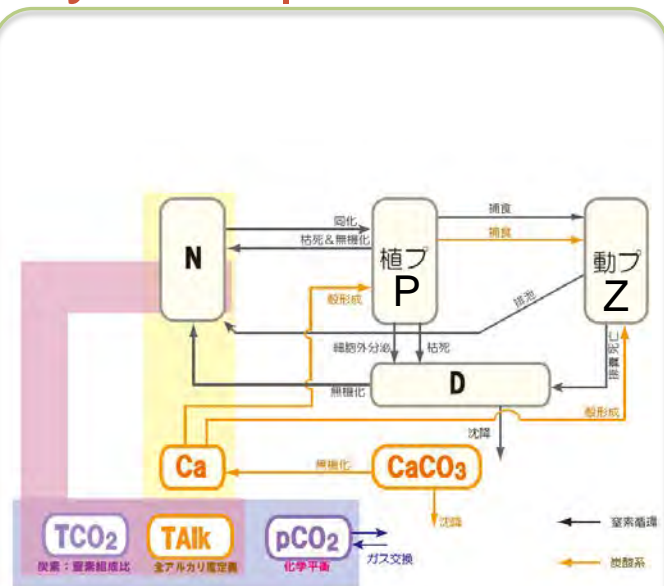 同化
捕食
枯死&無機化
捕食
N
植プ
P
動プ
Z
殻形成
排泄
細胞外分泌
枯死
排糞死亡
無機化
D
殻形成
沈降
Ca
無機化
CaCO3
沈降
TCO2
TAlk
pCO2
ガス交換
炭素:窒素組成比
全アルカリ度定義
化学平衡
窒素循環
炭酸系